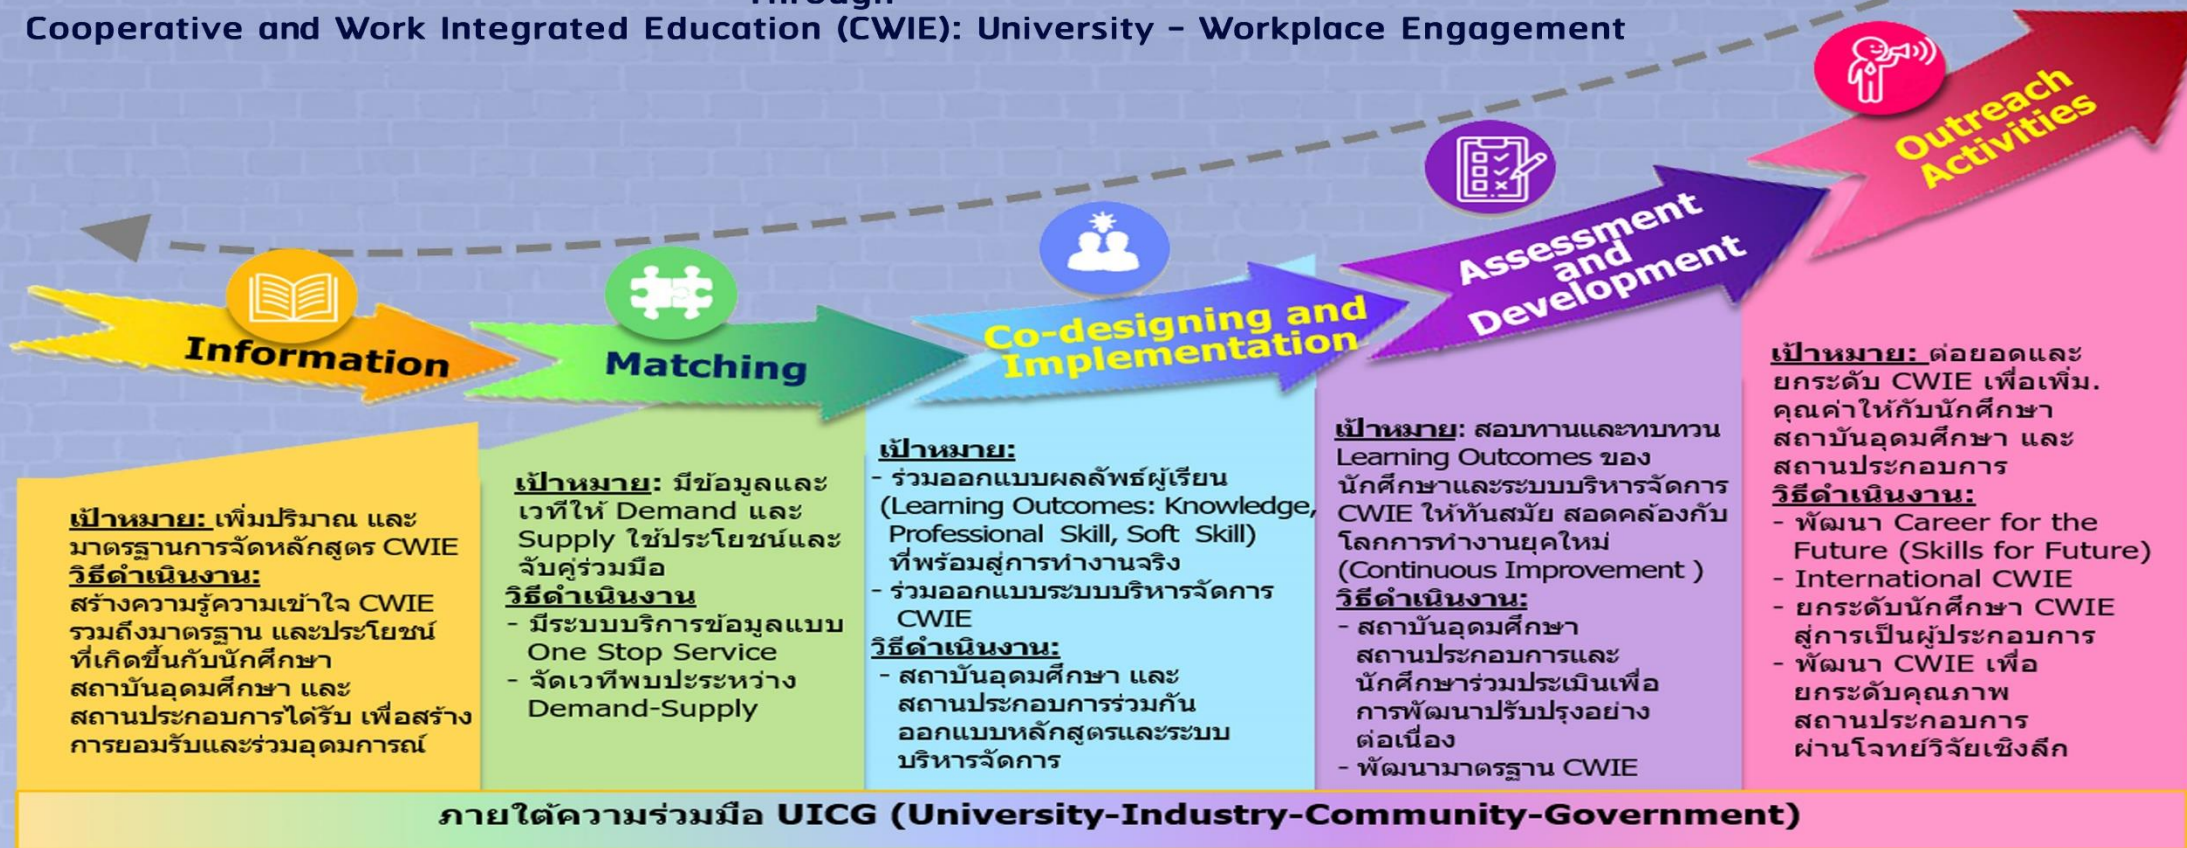 Through
Cooperative and Work Integrated Education (CWIE): University – Workplace Engagement
Information
เป้าหมาย: เพิ่มปริมาณ และ
มาตรฐานการจัดหลักสูตร CWIE
วิธีดำเนินงาน:
สร้างความรู้ความเข้าใจ CWIE
รวมถึงมาตรฐาน และประโยชน์
ที่เกิดขึ้นกับนักศึกษา
สถาบันอุดมศึกษา และ
สถานประกอบการได้รับ เพื่อสร้าง
การยอมรับและร่วมอุดมการณ์
Matching
เป้าหมาย: มีข้อมูลและ
เวทีให้ Demand และ
Supply ใช้ประโยชน์และ
จับคู่ร่วมมือ
วิธีดำเนินงาน
- มีระบบบริการข้อมูลแบบ
One Stop Service
- จัดเวทีพบปะระหว่าง
Demand-Supply
Co-designing and
Implementation
เป้าหมาย:
- ร่วมออกแบบผลลัพธ์ผู้เรียน
(Learning Outcomes: Knowledge,
Professional Skill, Soft Skill)
ที่พร้อมสู่การทำงานจริง
- ร่วมออกแบบระบบบริหารจัดการ
CWIE
วิธีดำเนินงาน:
- สถาบันอุดมศึกษา และ
สถานประกอบการร่วมกัน
ออกแบบหลักสูตรและระบบ
บริหารจัดการ
Assessment
and
Development
เป้าหมาย: สอบทานและทบทวน
Learning Outcomes ของ
นักศึกษาและระบบบริหารจัดการ
CWIE ให้ทันสมัย สอดคล้องกับ
โลกการทำงานยุคใหม่
(Continuous Improvement )
วิธีดำเนินงาน:
- สถาบันอุดมศึกษา
สถานประกอบการและ
นักศึกษาร่วมประเมินเพื่อ
การพัฒนาปรับปรุงอย่าง
ต่อเนื่อง
- พัฒนามาตรฐาน CWIE
Outreach
Activities
เป้าหมาย: ต่อยอดและ
ยกระดับ CWIE เพื่อเพิ่ม.
คุณค่าให้กับนักศึกษา
สถาบันอุดมศึกษา และ
สถานประกอบการ
วิธีดำเนินงาน:
- พัฒนา Career for the
Future (Skills for Future)
- International CWIE
- ยกระดับนักศึกษา CWIE
สู่การเป็นผู้ประกอบการ
- พัฒนา CWIE เพื่อ
ยกระดับคุณภาพ
สถานประกอบการ
ผ่านโจทย์วิจัยเชิงลึก
ภายใต้ความร่วมมือ UICG (University-Industry-Community-Government)